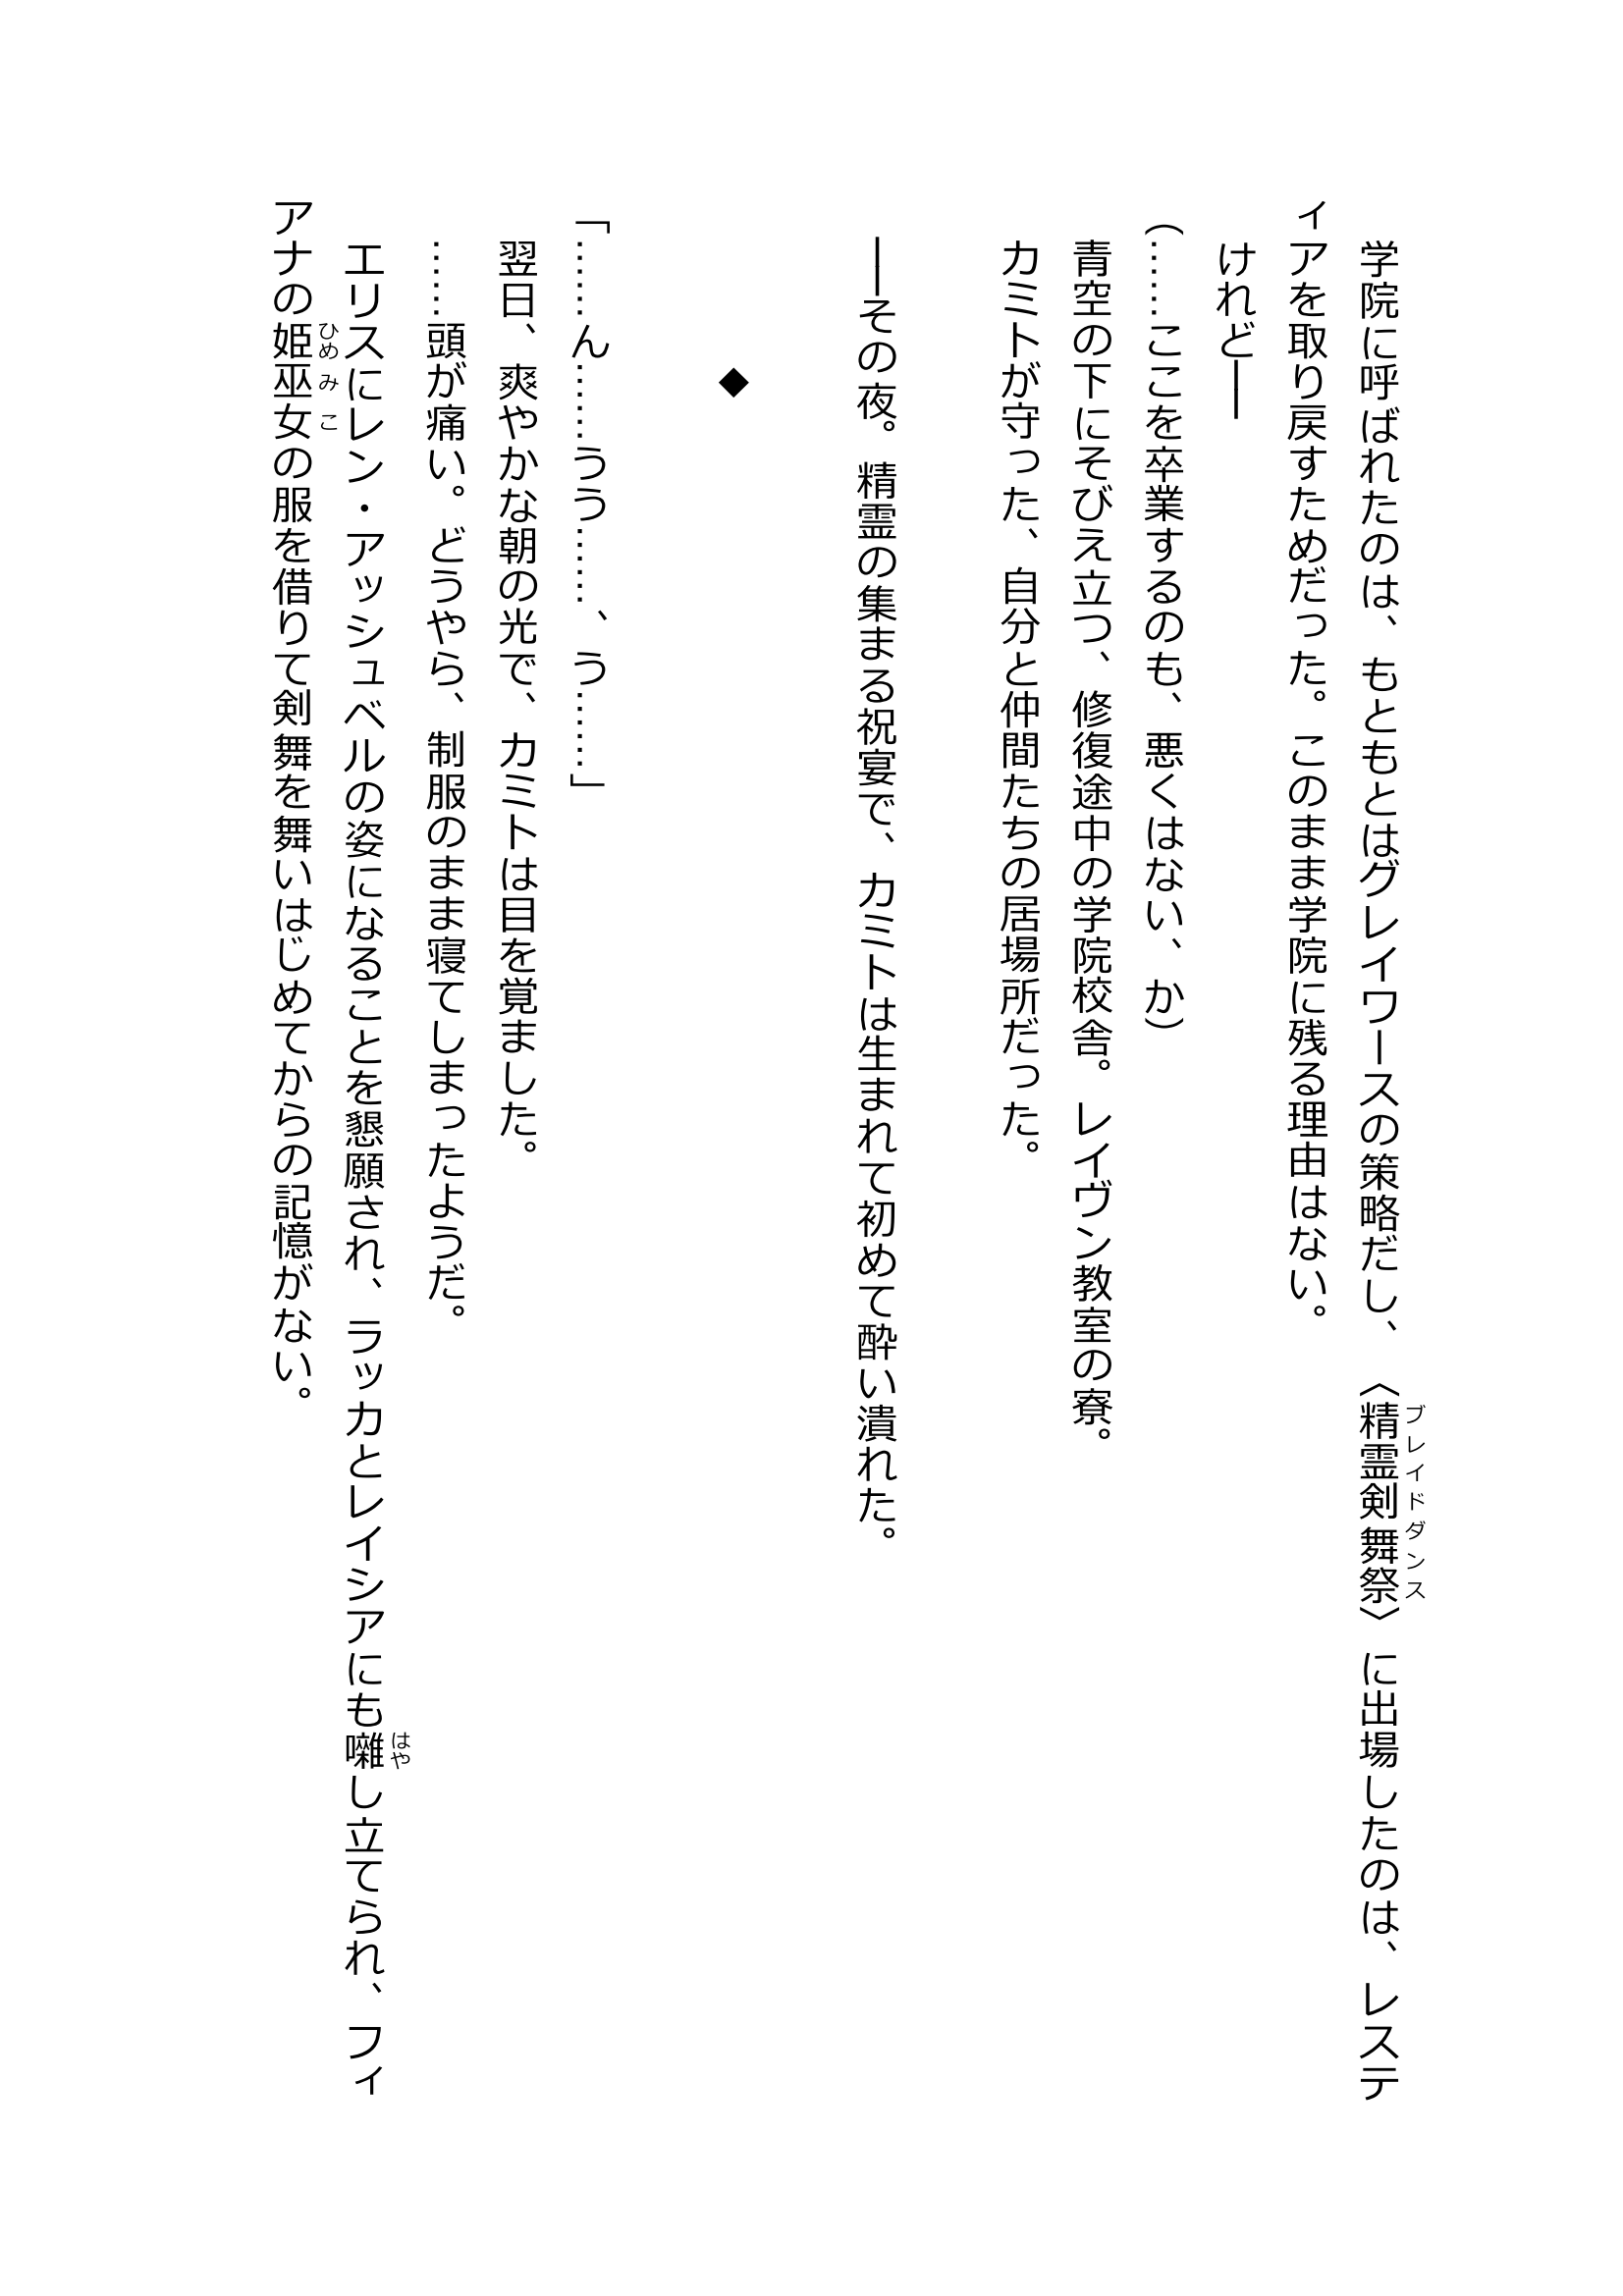 学院に呼ばれたのは、もともとはグレイワースの策略だし、〈精霊剣舞祭〉に出場したのは、レステ
ブレイドダンス
ィアを取り戻すためだった。このまま学院に残る理由はない。
けれど──
(……ここを卒業するのも、悪くはない、か)
青空の下にそびえ立つ、修復途中の学院校舎。レイヴン教室の寮。
カミトが守った、自分と仲間たちの居場所だった。
──その夜。精霊の集まる祝宴で、カミトは生まれて初めて酔い潰れた。
◆
「……ん……うう……、う……」
翌日、爽やかな朝の光で、カミトは目を覚ました。
……頭が痛い。どうやら、制服のまま寝てしまったようだ。
エリスにレン・アッシュベルの姿になることを懇願され、ラッカとレイシアにも囃し立てられ、フィ
はや
アナの姫巫女の服を借りて剣舞を舞いはじめてからの記憶がない。
ひめみこ